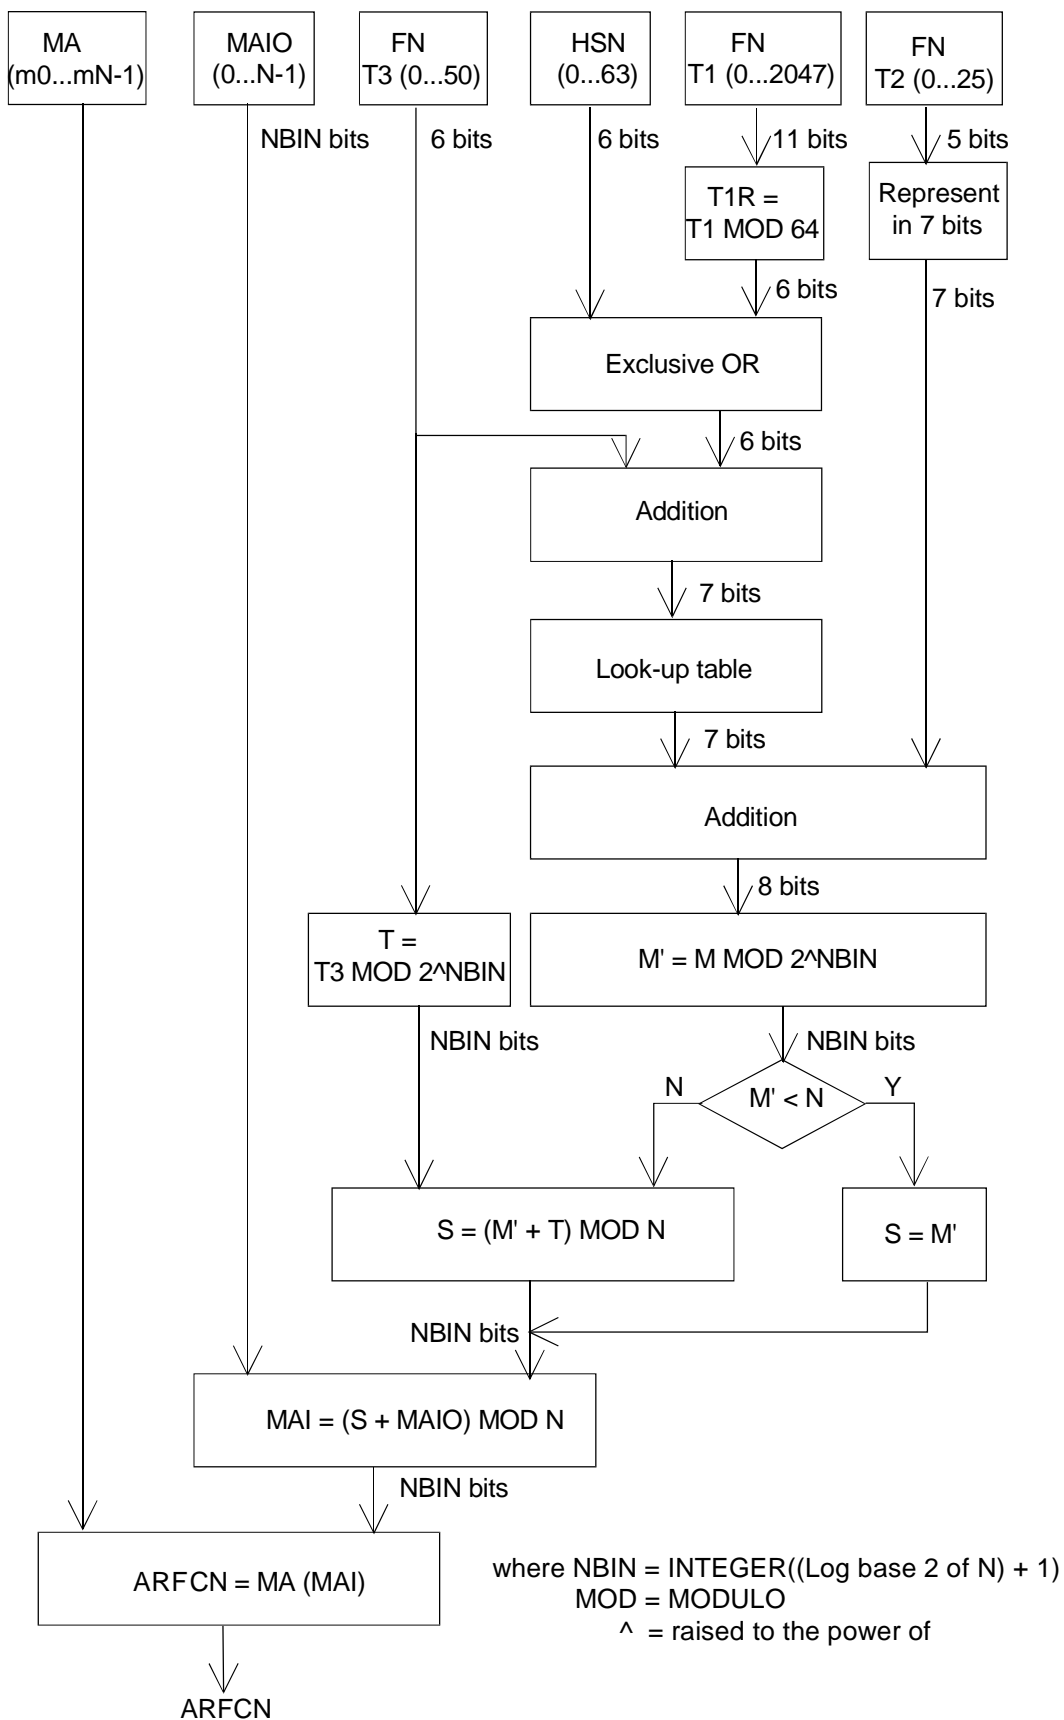 MA
(m0...mN-1)
MAIO
(0...N-1)
FN
T3 (0...50)
HSN
(0...63)
FN
T1 (0...2047)
FN
T2 (0...25)
NBIN bits
6 bits
6 bits
11 bits
5 bits
T1R =
T1 MOD 64
Represent
in 7 bits
6 bits
7 bits
Exclusive OR
6 bits
Addition
7 bits
Look-up table
7 bits
Addition
8 bits
T =
T3 MOD 2^NBIN
M' = M MOD 2^NBIN
NBIN bits
NBIN bits
N
M' < N
Y
S = (M' + T) MOD N
S = M'
NBIN bits
MAI = (S + MAIO) MOD N
NBIN bits
ARFCN = MA (MAI)
where NBIN = INTEGER((Log base 2 of N) + 1)
MOD = MODULO
^ = raised to the power of
ARFCN